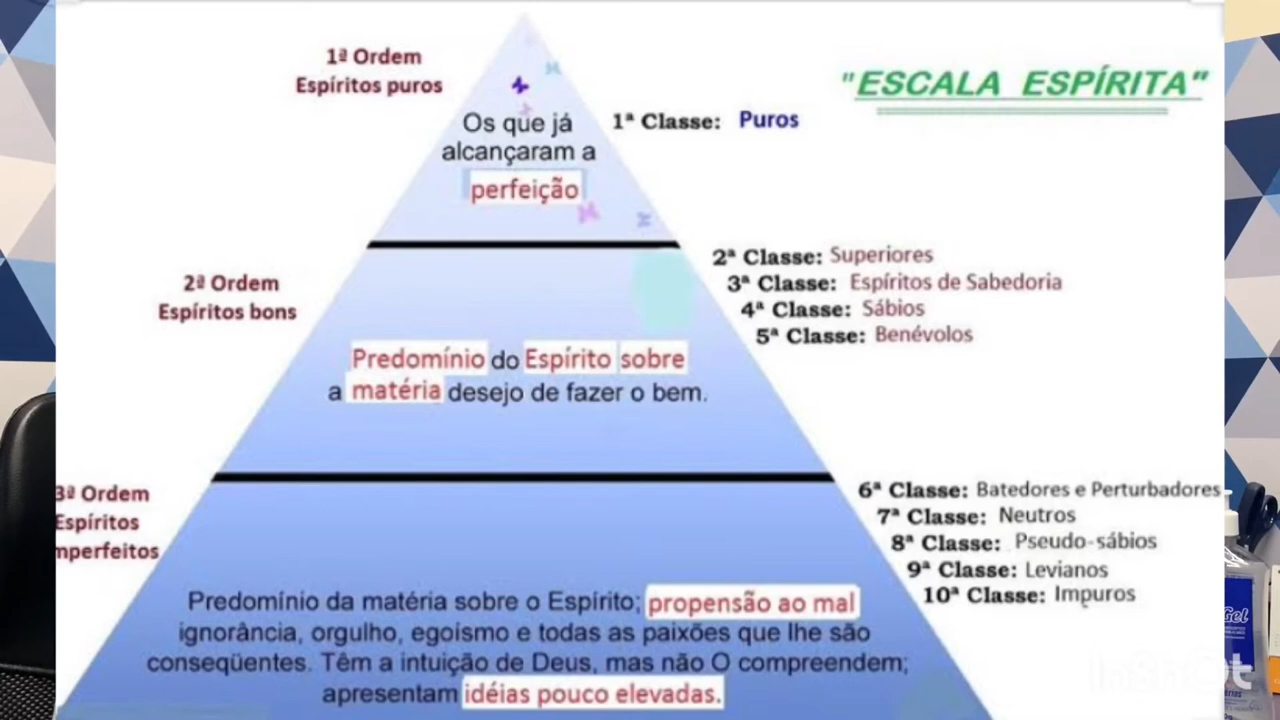 1ª Ordem
Espíritos puros
"ESCALA ESPÍRITA"
Os que já
alcançaram a
perfeição
1ª Classe: Puros
2ª Ordem
Espíritos bons
2ª Classe: Superiores
3ª Classe: Espíritos de Sabedoria
4ª Classe: Sábios
5ª Classe: Benévolos
Predomínio do Espírito sobre
a matéria desejo de fazer o bem.
3ª Ordem
Espíritos
mperfeitos
6ª Classe: Batedores e Perturbadores
7ª Classe: Neutros
8ª Classe: Pseudo-sábios
9ª Classe: Levianos
10ª Classe: Impuros
Predomínio da matéria sobre o Espírito; propensão ao mal
ignorância, orgulho, egoísmo e todas as paixões que lhe são
conseqüentes. Têm a intuição de Deus, mas não O compreendem;
apresentam idéias pouco elevadas.
Gel